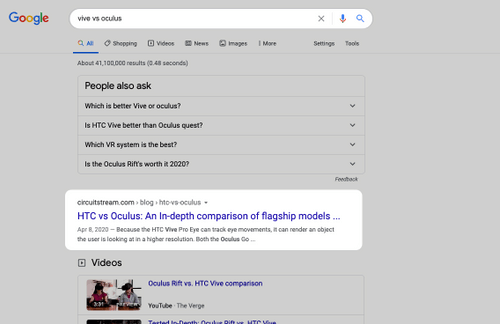 Google
vive vs oculus
All Shopping Videos News Images More Settings Tools
About 41,100,000 results (0.48 seconds)
People also ask
Which is better Vive or oculus?
Is HTC Vive better than Oculus quest?
Which VR system is the best?
Is the Oculus Rift's worth it 2020?
Feedback
circuitstream.com › blog › htc-vs-oculus
HTC vs Oculus: An In-depth comparison of flagship models ...
Apr 8, 2020 — Because the HTC Vive Pro Eye can track eye movements, it can render an object
the user is looking at in a higher resolution. Both the Oculus Go ...
Videos
Oculus Rift vs. HTC Vive comparison
3:31 PREVIEW
YouTube · The Verge
Tested In-Depth: Oculus Rift vs. HTC Vive